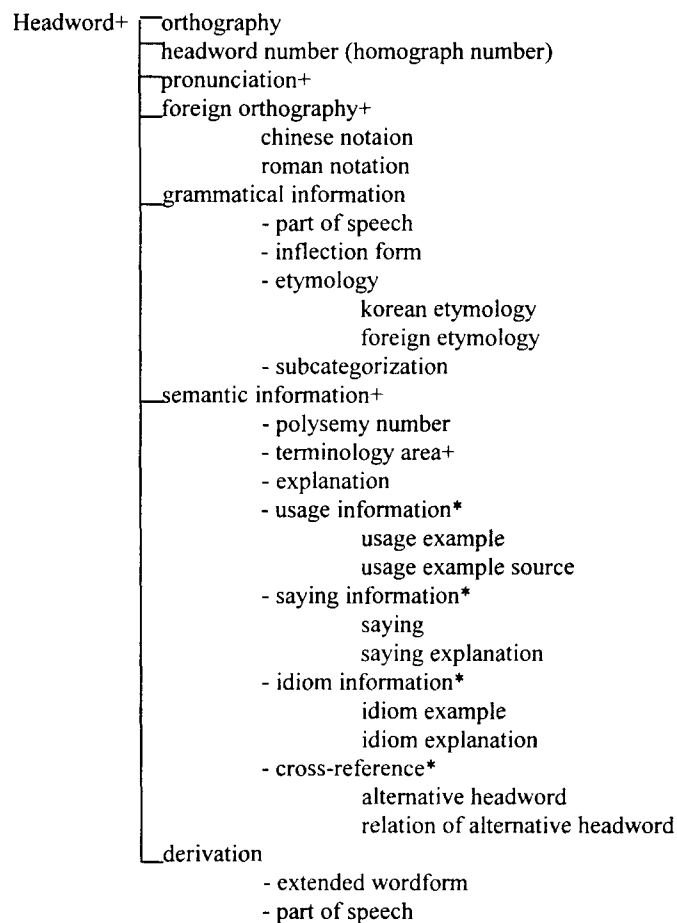 Headword+ orthography
headword number (homograph number)
pronunciation+
foreign orthography+
chinese notaion
roman notation
grammatical information
- part of speech
- inflection form
- etymology
korean etymology
foreign etymology
- subcategorization
semantic information+
- polysemy number
- terminology area+
- explanation
- usage information*
usage example
usage example source
- saying information*
saying
saying explanation
- idiom information*
idiom example
idiom explanation
- cross-reference*
alternative headword
relation of alternative headword
derivation
- extended wordform
- part of speech